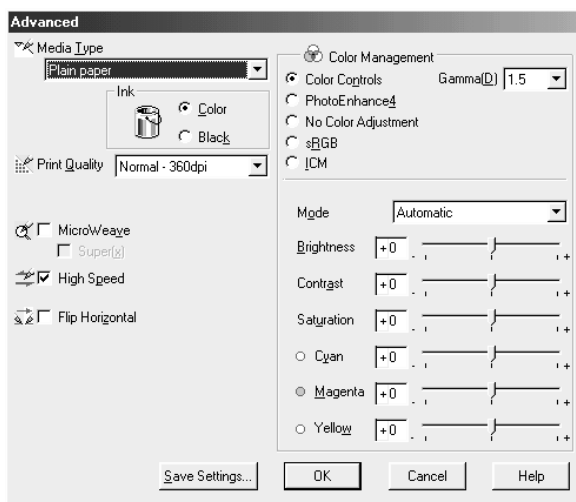 Advanced
Media Type
Plain paper
Ink
Color
Black
Print Quality Normal - 360dpi
MicroWeave
Super(x)
High Speed
Flip Horizontal
Color Management
Color Controls Gamma(D) 1.5
PhotoEnhance4
No Color Adjustment
sRGB
ICM
Mode Automatic
Brightness +0 - +
Contrast +0 - +
Saturation +0 - +
Cyan +0 - +
Magenta +0 - +
Yellow +0 - +
Save Settings... OK Cancel Help